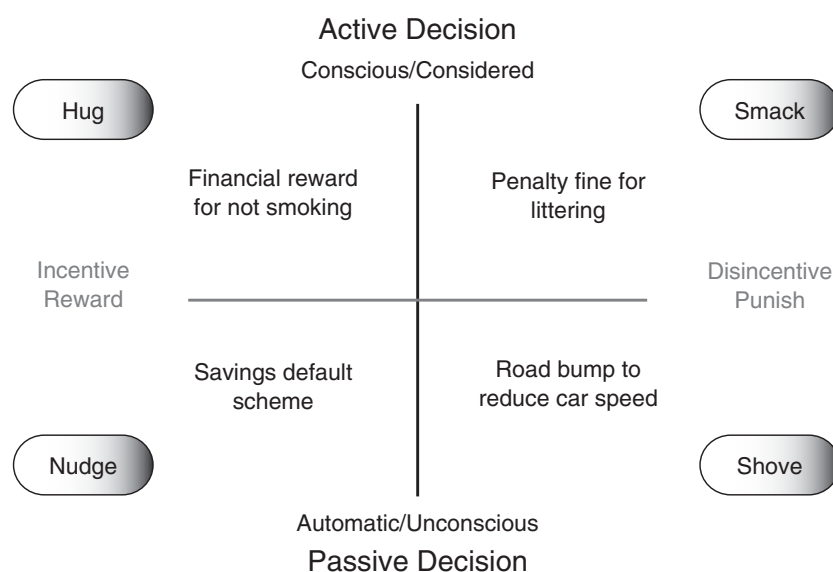 Active Decision
Conscious/Considered
Hug
Smack
Financial reward
for not smoking
Penalty fine for
littering
Incentive
Reward
Disincentive
Punish
Savings default
scheme
Road bump to
reduce car speed
Nudge
Shove
Automatic/Unconscious
Passive Decision